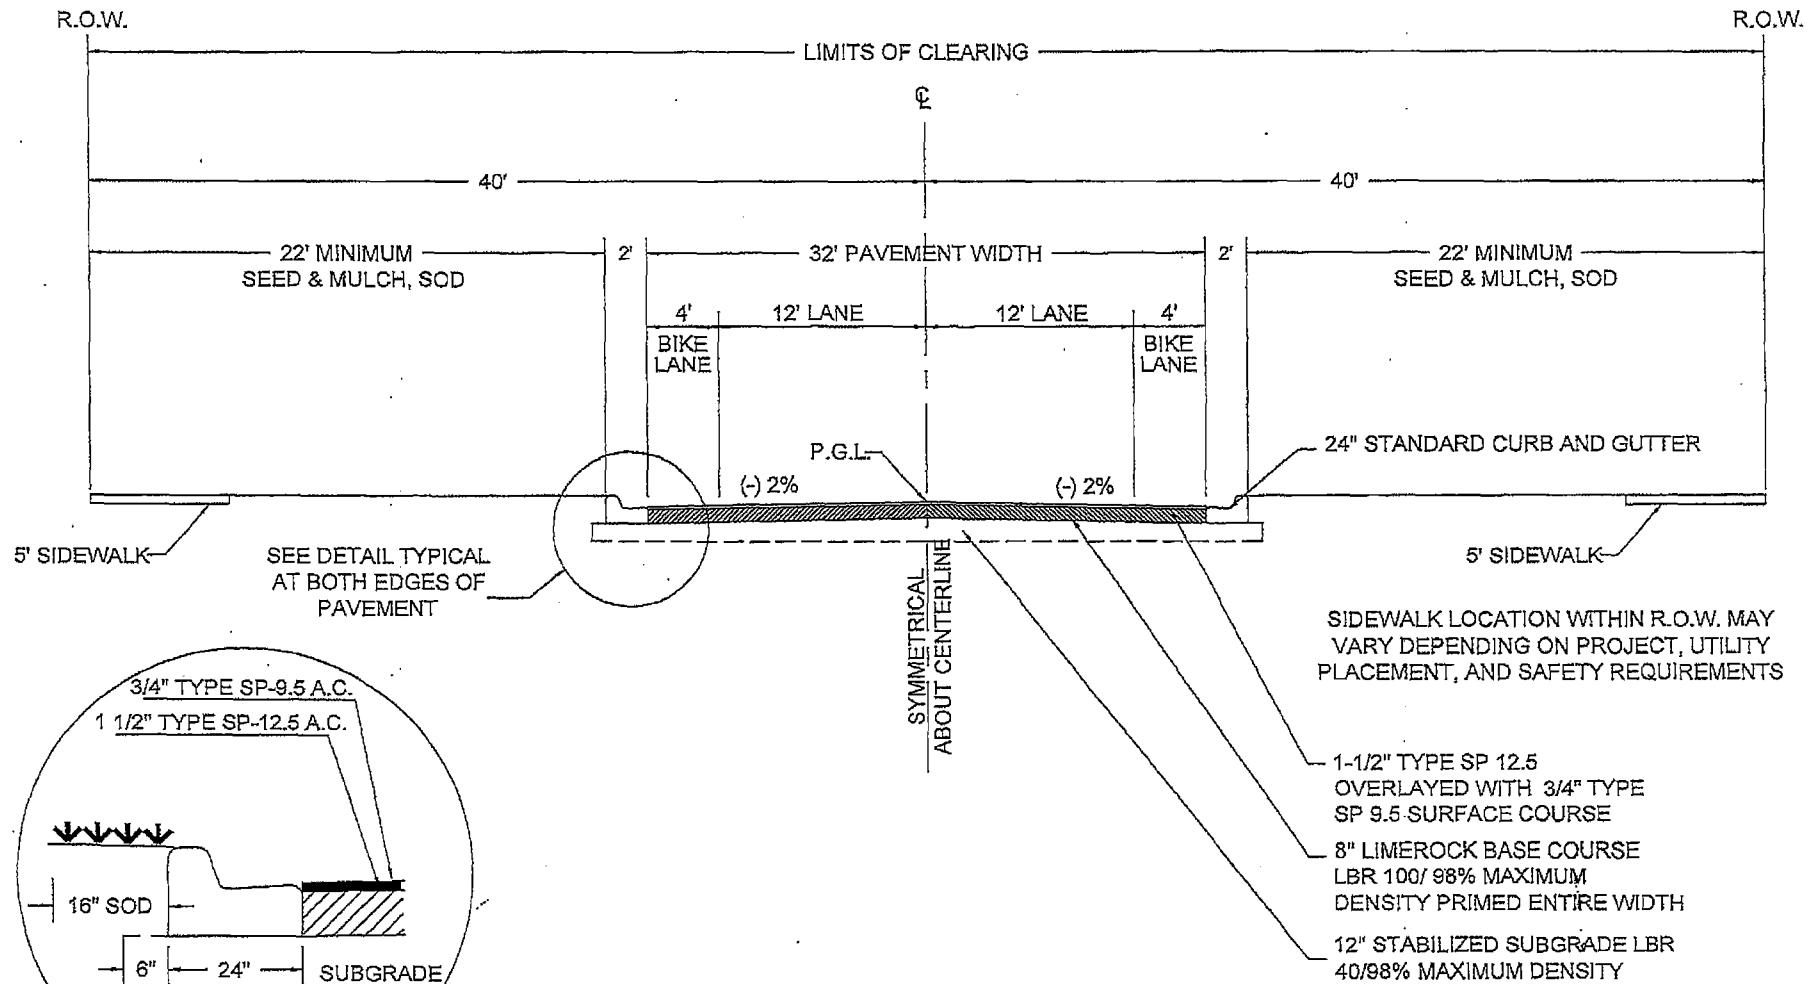 R.O.W.
R.O.W.
LIMITS OF CLEARING
℄
40'
40'
22' MINIMUM
SEED & MULCH, SOD
2'
32' PAVEMENT WIDTH
2'
22' MINIMUM
SEED & MULCH, SOD
4'
12' LANE
12' LANE
4'
BIKE
LANE
BIKE
LANE
P.G.L.
24" STANDARD CURB AND GUTTER
(-) 2%
(-) 2%
5' SIDEWALK
SEE DETAIL TYPICAL
AT BOTH EDGES OF
PAVEMENT
SYMMETRICAL
ABOUT CENTERLINE
5' SIDEWALK
SIDEWALK LOCATION WITHIN R.O.W. MAY
VARY DEPENDING ON PROJECT, UTILITY
PLACEMENT, AND SAFETY REQUIREMENTS
3/4" TYPE SP-9.5 A.C.
1 1/2" TYPE SP-12.5 A.C.
16" SOD
6"
24"
SUBGRADE
1-1/2" TYPE SP 12.5
OVERLAYED WITH 3/4" TYPE
SP 9.5 SURFACE COURSE
8" LIMEROCK BASE COURSE
LBR 100/ 98% MAXIMUM
DENSITY PRIMED ENTIRE WIDTH
12" STABILIZED SUBGRADE LBR
40/98% MAXIMUM DENSITY